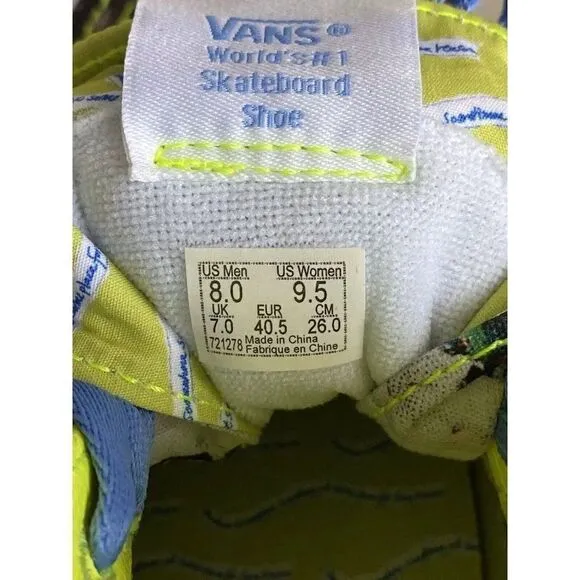 VANS®
World's #1
Skateboard
Shoe
US Men US Women
8.0 9.5
UK EUR CM
7.0 40.5 26.0
721278 Made in China
Fabrique en Chine